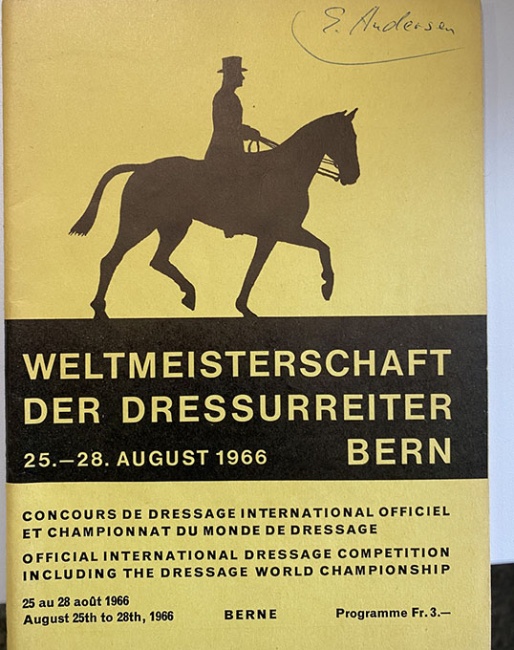 E. Andersen
WELTMEISTERSCHAFT
DER DRESSURREITER
25.–28. AUGUST 1966 BERN
CONCOURS DE DRESSAGE INTERNATIONAL OFFICIEL
ET CHAMPIONNAT DU MONDE DE DRESSAGE
OFFICIAL INTERNATIONAL DRESSAGE COMPETITION
INCLUDING THE DRESSAGE WORLD CHAMPIONSHIP
25 au 28 août 1966
August 25th to 28th, 1966 BERNE Programme Fr. 3.–